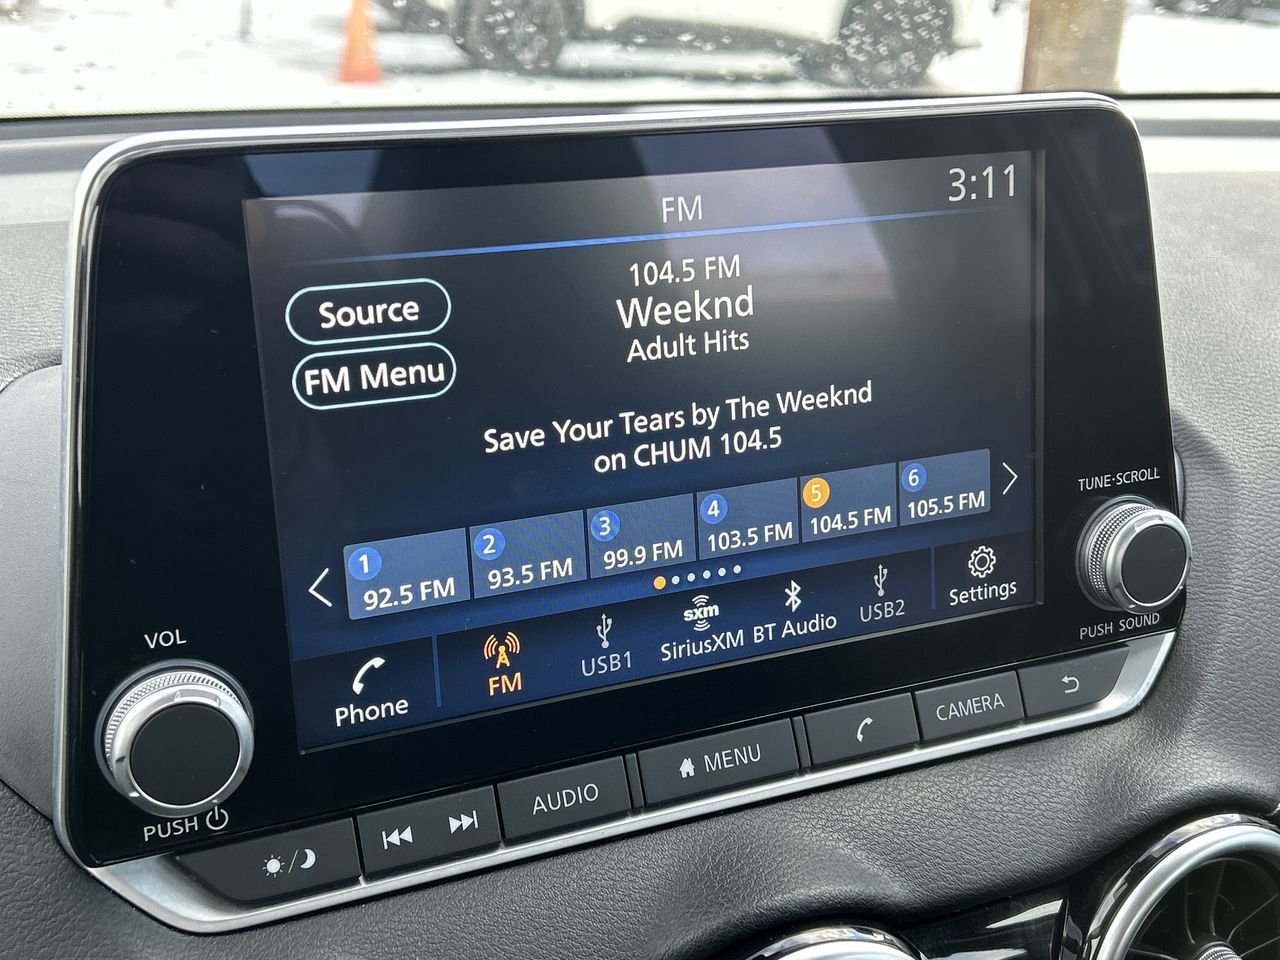 FM
3:11
104.5 FM
Weeknd
Adult Hits
Source
FM Menu
Save Your Tears by The Weeknd
on CHUM 104.5
1
92.5 FM
2
93.5 FM
3
99.9 FM
4
103.5 FM
5
104.5 FM
6
105.5 FM
Phone
FM
USB1
sxm
SiriusXM
BT Audio
USB2
Settings
VOL
PUSH
TUNE·SCROLL
PUSH SOUND
AUDIO
MENU
CAMERA